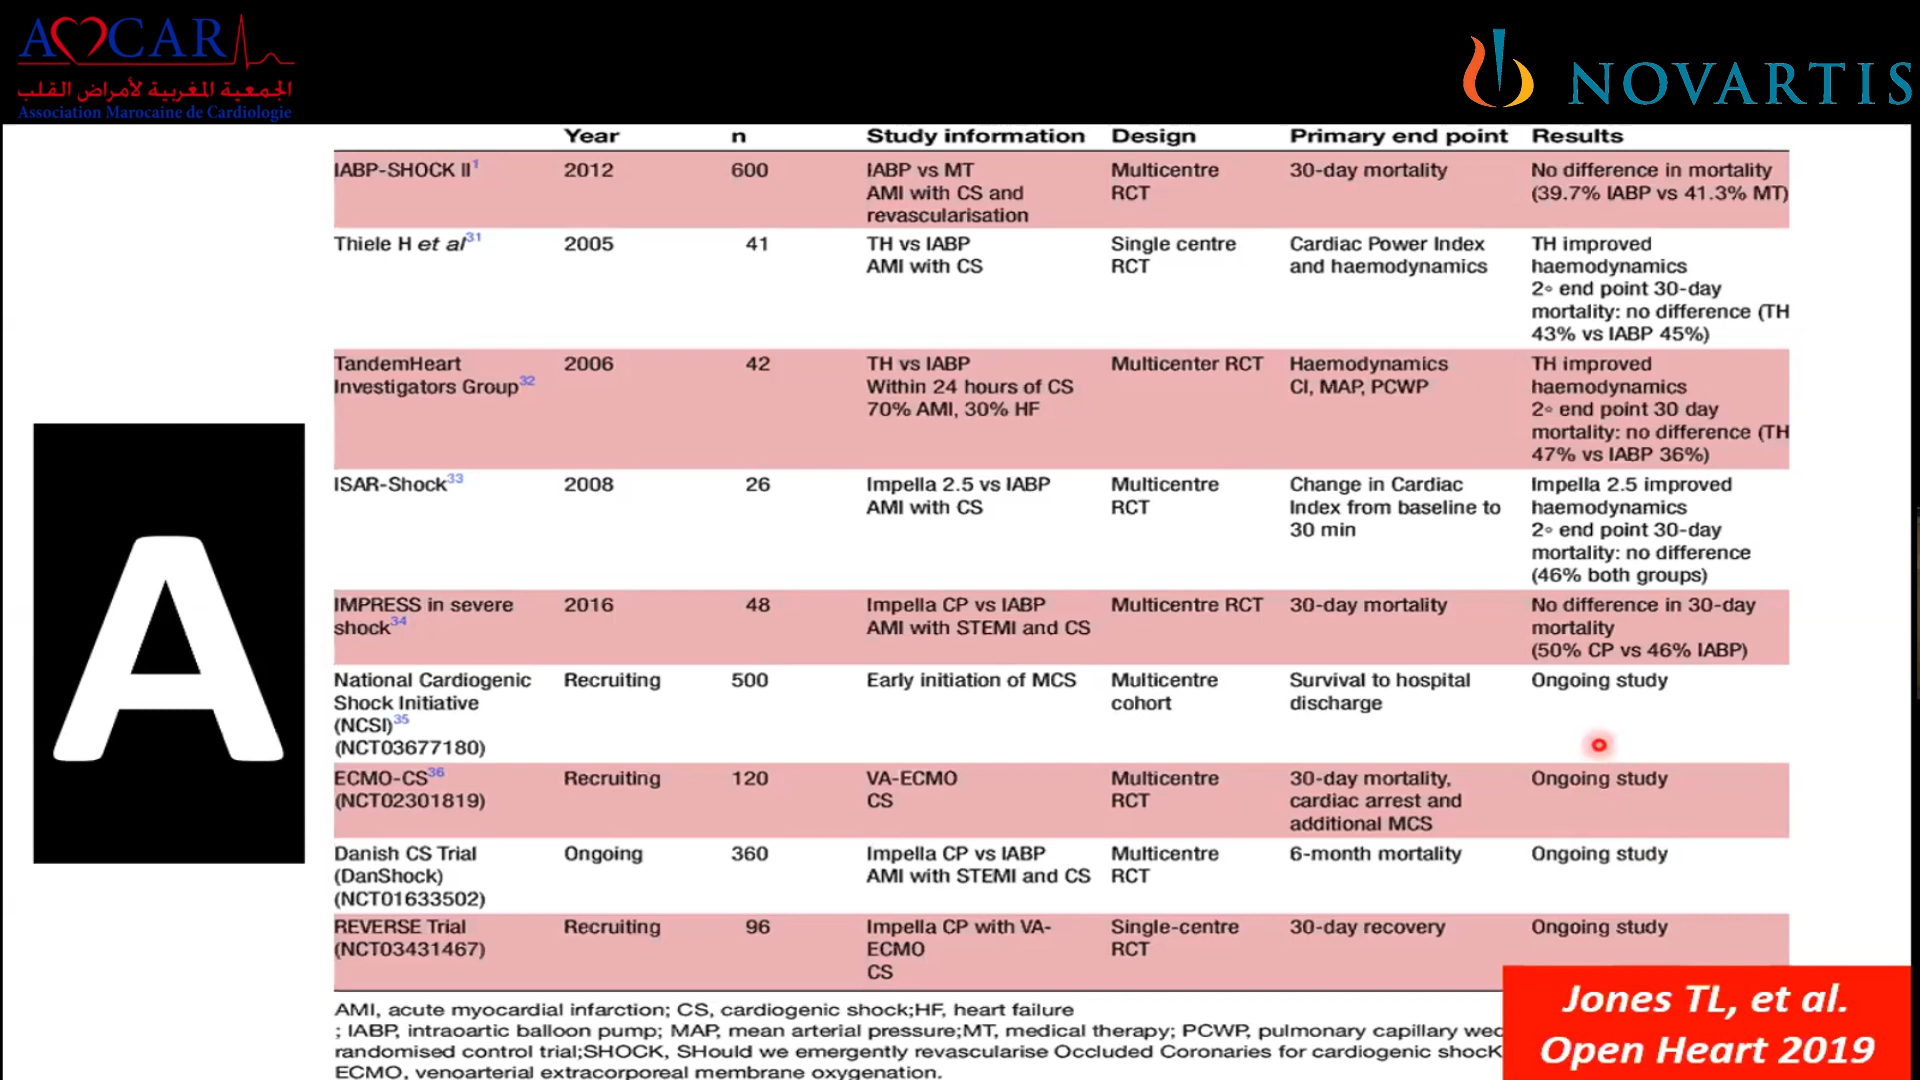 AMCAR
الجمعية المغربية لأمراض القلب
Association Marocaine de Cardiologie
NOVARTIS
A
Year n Study information Design Primary end point Results
IABP-SHOCK II1 2012 600 IABP vs MT Multicentre 30-day mortality No difference in mortality
AMI with CS and RCT (39.7% IABP vs 41.3% MT)
revascularisation
Thiele H et al31 2005 41 TH vs IABP Single centre Cardiac Power Index TH improved
AMI with CS RCT and haemodynamics haemodynamics
2° end point 30-day
mortality: no difference (TH
43% vs IABP 45%)
TandemHeart 2006 42 TH vs IABP Multicenter RCT Haemodynamics TH improved
Investigators Group32 Within 24 hours of CS CI, MAP, PCWP haemodynamics
70% AMI, 30% HF 2° end point 30 day
mortality: no difference (TH
47% vs IABP 36%)
ISAR-Shock33 2008 26 Impella 2.5 vs IABP Multicentre Change in Cardiac Impella 2.5 improved
AMI with CS RCT Index from baseline to haemodynamics
30 min 2° end point 30-day
mortality: no difference
(46% both groups)
IMPRESS in severe 2016 48 Impella CP vs IABP Multicentre RCT 30-day mortality No difference in 30-day
shock34 AMI with STEMI and CS mortality
(50% CP vs 46% IABP)
National Cardiogenic Recruiting 500 Early initiation of MCS Multicentre Survival to hospital Ongoing study
Shock Initiative cohort discharge
(NCSI)35
(NCT03677180)
ECMO-CS36 Recruiting 120 VA-ECMO Multicentre 30-day mortality, Ongoing study
(NCT02301819) CS RCT cardiac arrest and
additional MCS
Danish CS Trial Ongoing 360 Impella CP vs IABP Multicentre 6-month mortality Ongoing study
(DanShock) AMI with STEMI and CS RCT
(NCT01633502)
REVERSE Trial Recruiting 96 Impella CP with VA- Single-centre 30-day recovery Ongoing study
(NCT03431467) ECMO RCT
CS
AMI, acute myocardial infarction; CS, cardiogenic shock;HF, heart failure
; IABP, intraoartic balloon pump; MAP, mean arterial pressure;MT, medical therapy; PCWP, pulmonary capillary wed
randomised control trial;SHOCK, SHould we emergently revascularise Occluded Coronaries for cardiogenic shocK
ECMO, venoarterial extracorporeal membrane oxygenation.
Jones TL, et al.
Open Heart 2019